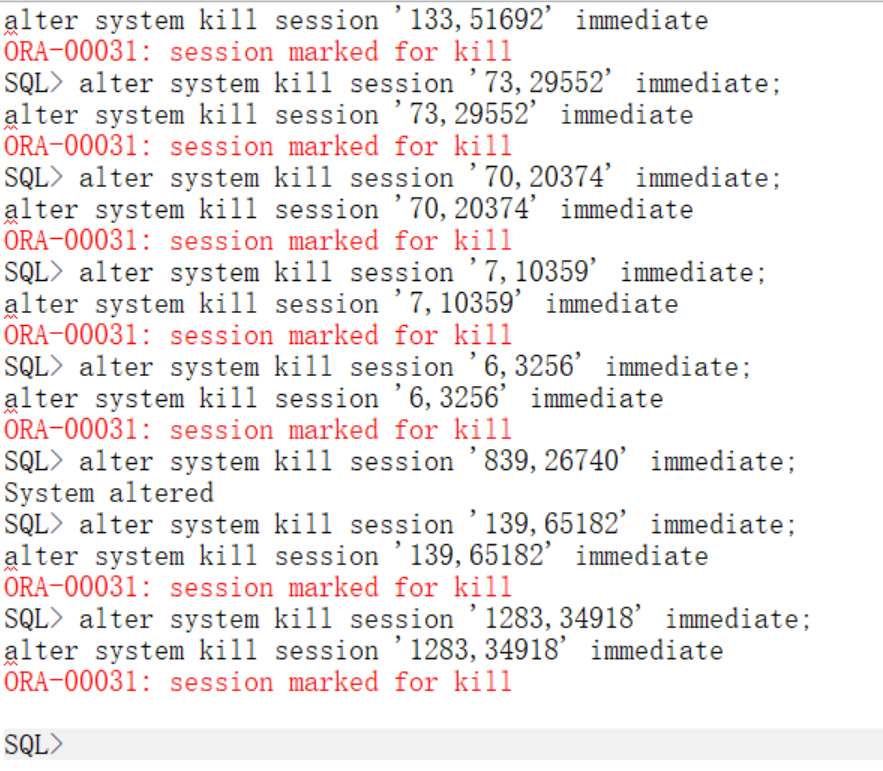 alter system kill session '133,51692' immediate
ORA-00031: session marked for kill
SQL> alter system kill session '73,29552' immediate;
alter system kill session '73,29552' immediate
ORA-00031: session marked for kill
SQL> alter system kill session '70,20374' immediate;
alter system kill session '70,20374' immediate
ORA-00031: session marked for kill
SQL> alter system kill session '7,10359' immediate;
alter system kill session '7,10359' immediate
ORA-00031: session marked for kill
SQL> alter system kill session '6,3256' immediate;
alter system kill session '6,3256' immediate
ORA-00031: session marked for kill
SQL> alter system kill session '839,26740' immediate;
System altered
SQL> alter system kill session '139,65182' immediate;
alter system kill session '139,65182' immediate
ORA-00031: session marked for kill
SQL> alter system kill session '1283,34918' immediate;
alter system kill session '1283,34918' immediate
ORA-00031: session marked for kill
SQL>